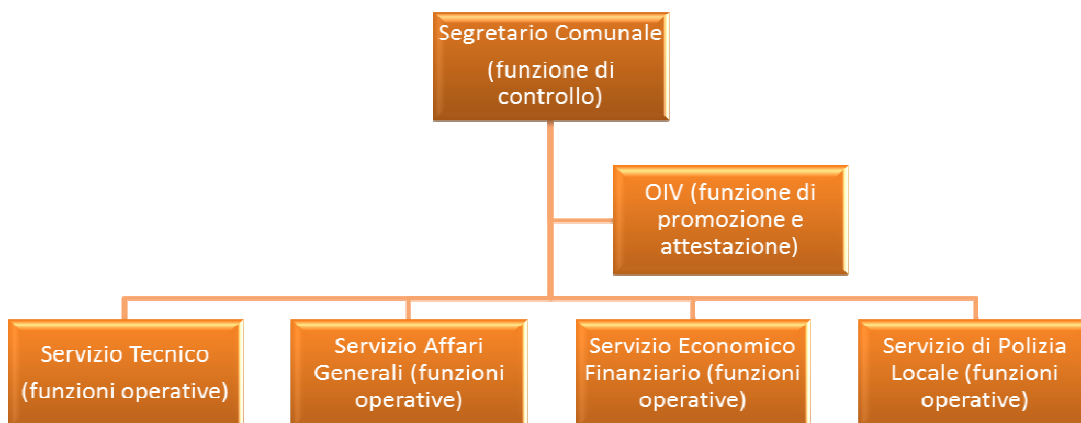 Segretario Comunale
(funzione di
controllo)
OIV (funzione di
promozione e
attestazione)
Servizio Tecnico
(funzioni operative)
Servizio Affari
Generali (funzioni
operative)
Servizio Economico
Finanziario (funzioni
operative)
Servizio di Polizia
Locale (funzioni
operative)